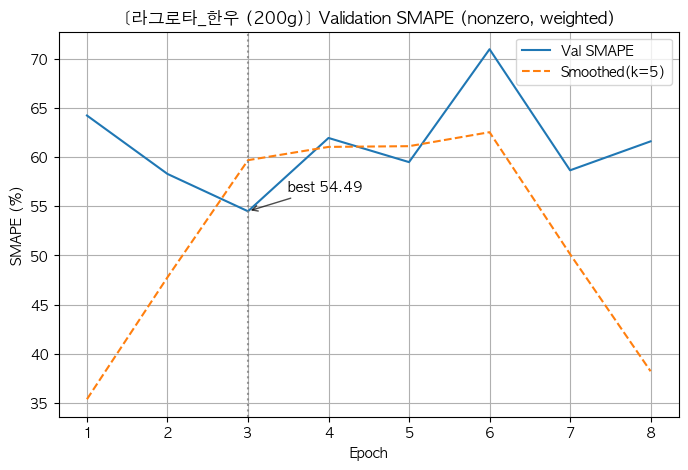 [라그로타_한우 (200g)] Validation SMAPE (nonzero, weighted)
Val SMAPE
Smoothed(k=5)
70
65
60
55
50
45
40
35
SMAPE (%)
best 54.49
1 2 3 4 5 6 7 8
Epoch